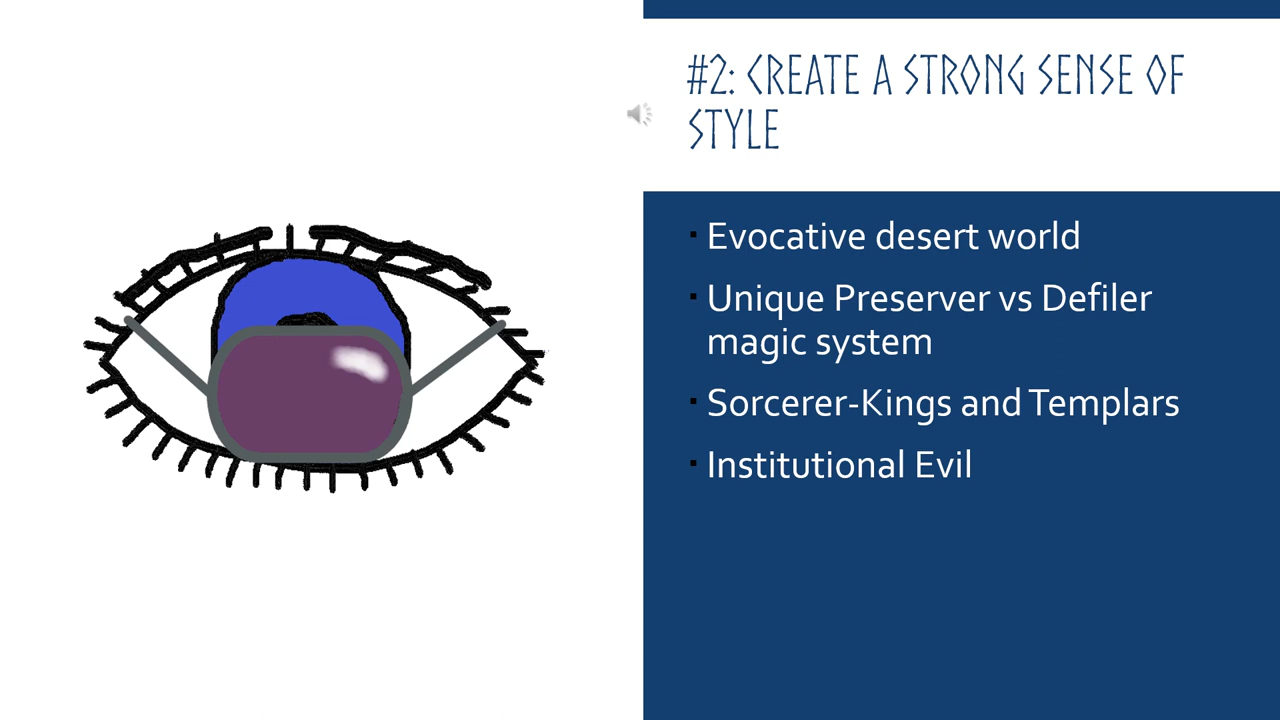 #2: CREATE A STRONG SENSE OF
STYLE
▪ Evocative desert world
▪ Unique Preserver vs Defiler
magic system
▪ Sorcerer-Kings and Templars
▪ Institutional Evil